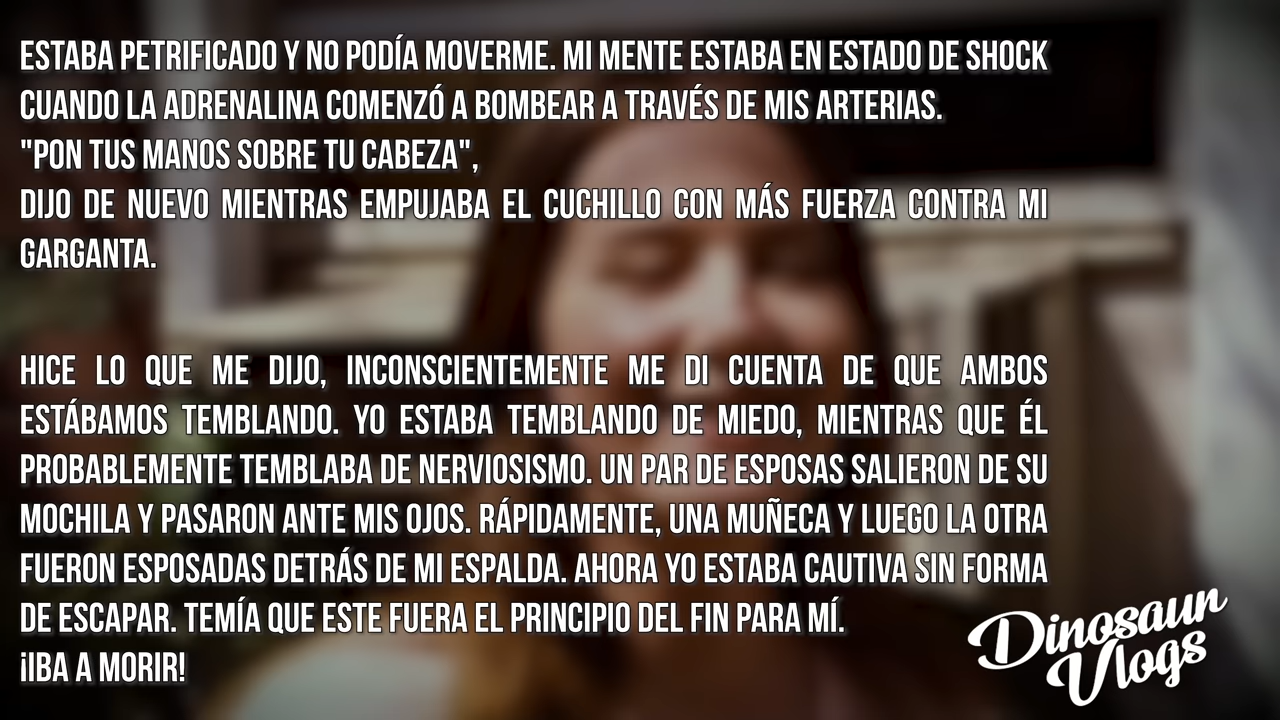 ESTABA PETRIFICADO Y NO PODÍA MOVERME. MI MENTE ESTABA EN ESTADO DE SHOCK
CUANDO LA ADRENALINA COMENZÓ A BOMBEAR A TRAVÉS DE MIS ARTERIAS.
"PON TUS MANOS SOBRE TU CABEZA",
DIJO DE NUEVO MIENTRAS EMPUJABA EL CUCHILLO CON MÁS FUERZA CONTRA MI
GARGANTA.
HICE LO QUE ME DIJO, INCONSCIENTEMENTE ME DI CUENTA DE QUE AMBOS
ESTÁBAMOS TEMBLANDO. YO ESTABA TEMBLANDO DE MIEDO, MIENTRAS QUE ÉL
PROBABLEMENTE TEMBLABA DE NERVIOSISMO. UN PAR DE ESPOSAS SALIERON DE SU
MOCHILA Y PASARON ANTE MIS OJOS. RÁPIDAMENTE, UNA MUÑECA Y LUEGO LA OTRA
FUERON ESPOSADAS DETRÁS DE MI ESPALDA. AHORA YO ESTABA CAUTIVA SIN FORMA
DE ESCAPAR. TEMÍA QUE ESTE FUERA EL PRINCIPIO DEL FIN PARA MÍ.
¡IBA A MORIR!
Dinosaur
Vlogs